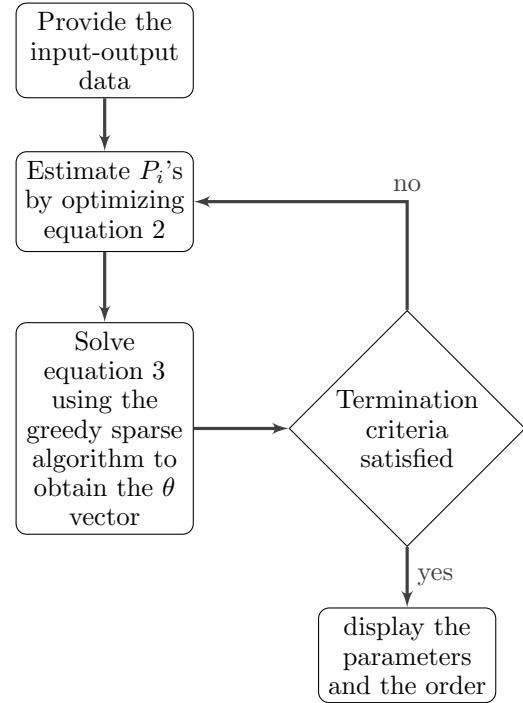 Provide the
input-output
data
Estimate P_i's
by optimizing
equation 2
no
Solve
equation 3
using the
greedy sparse
algorithm to
obtain the θ
vector
Termination
criteria
satisfied
yes
display the
parameters
and the order